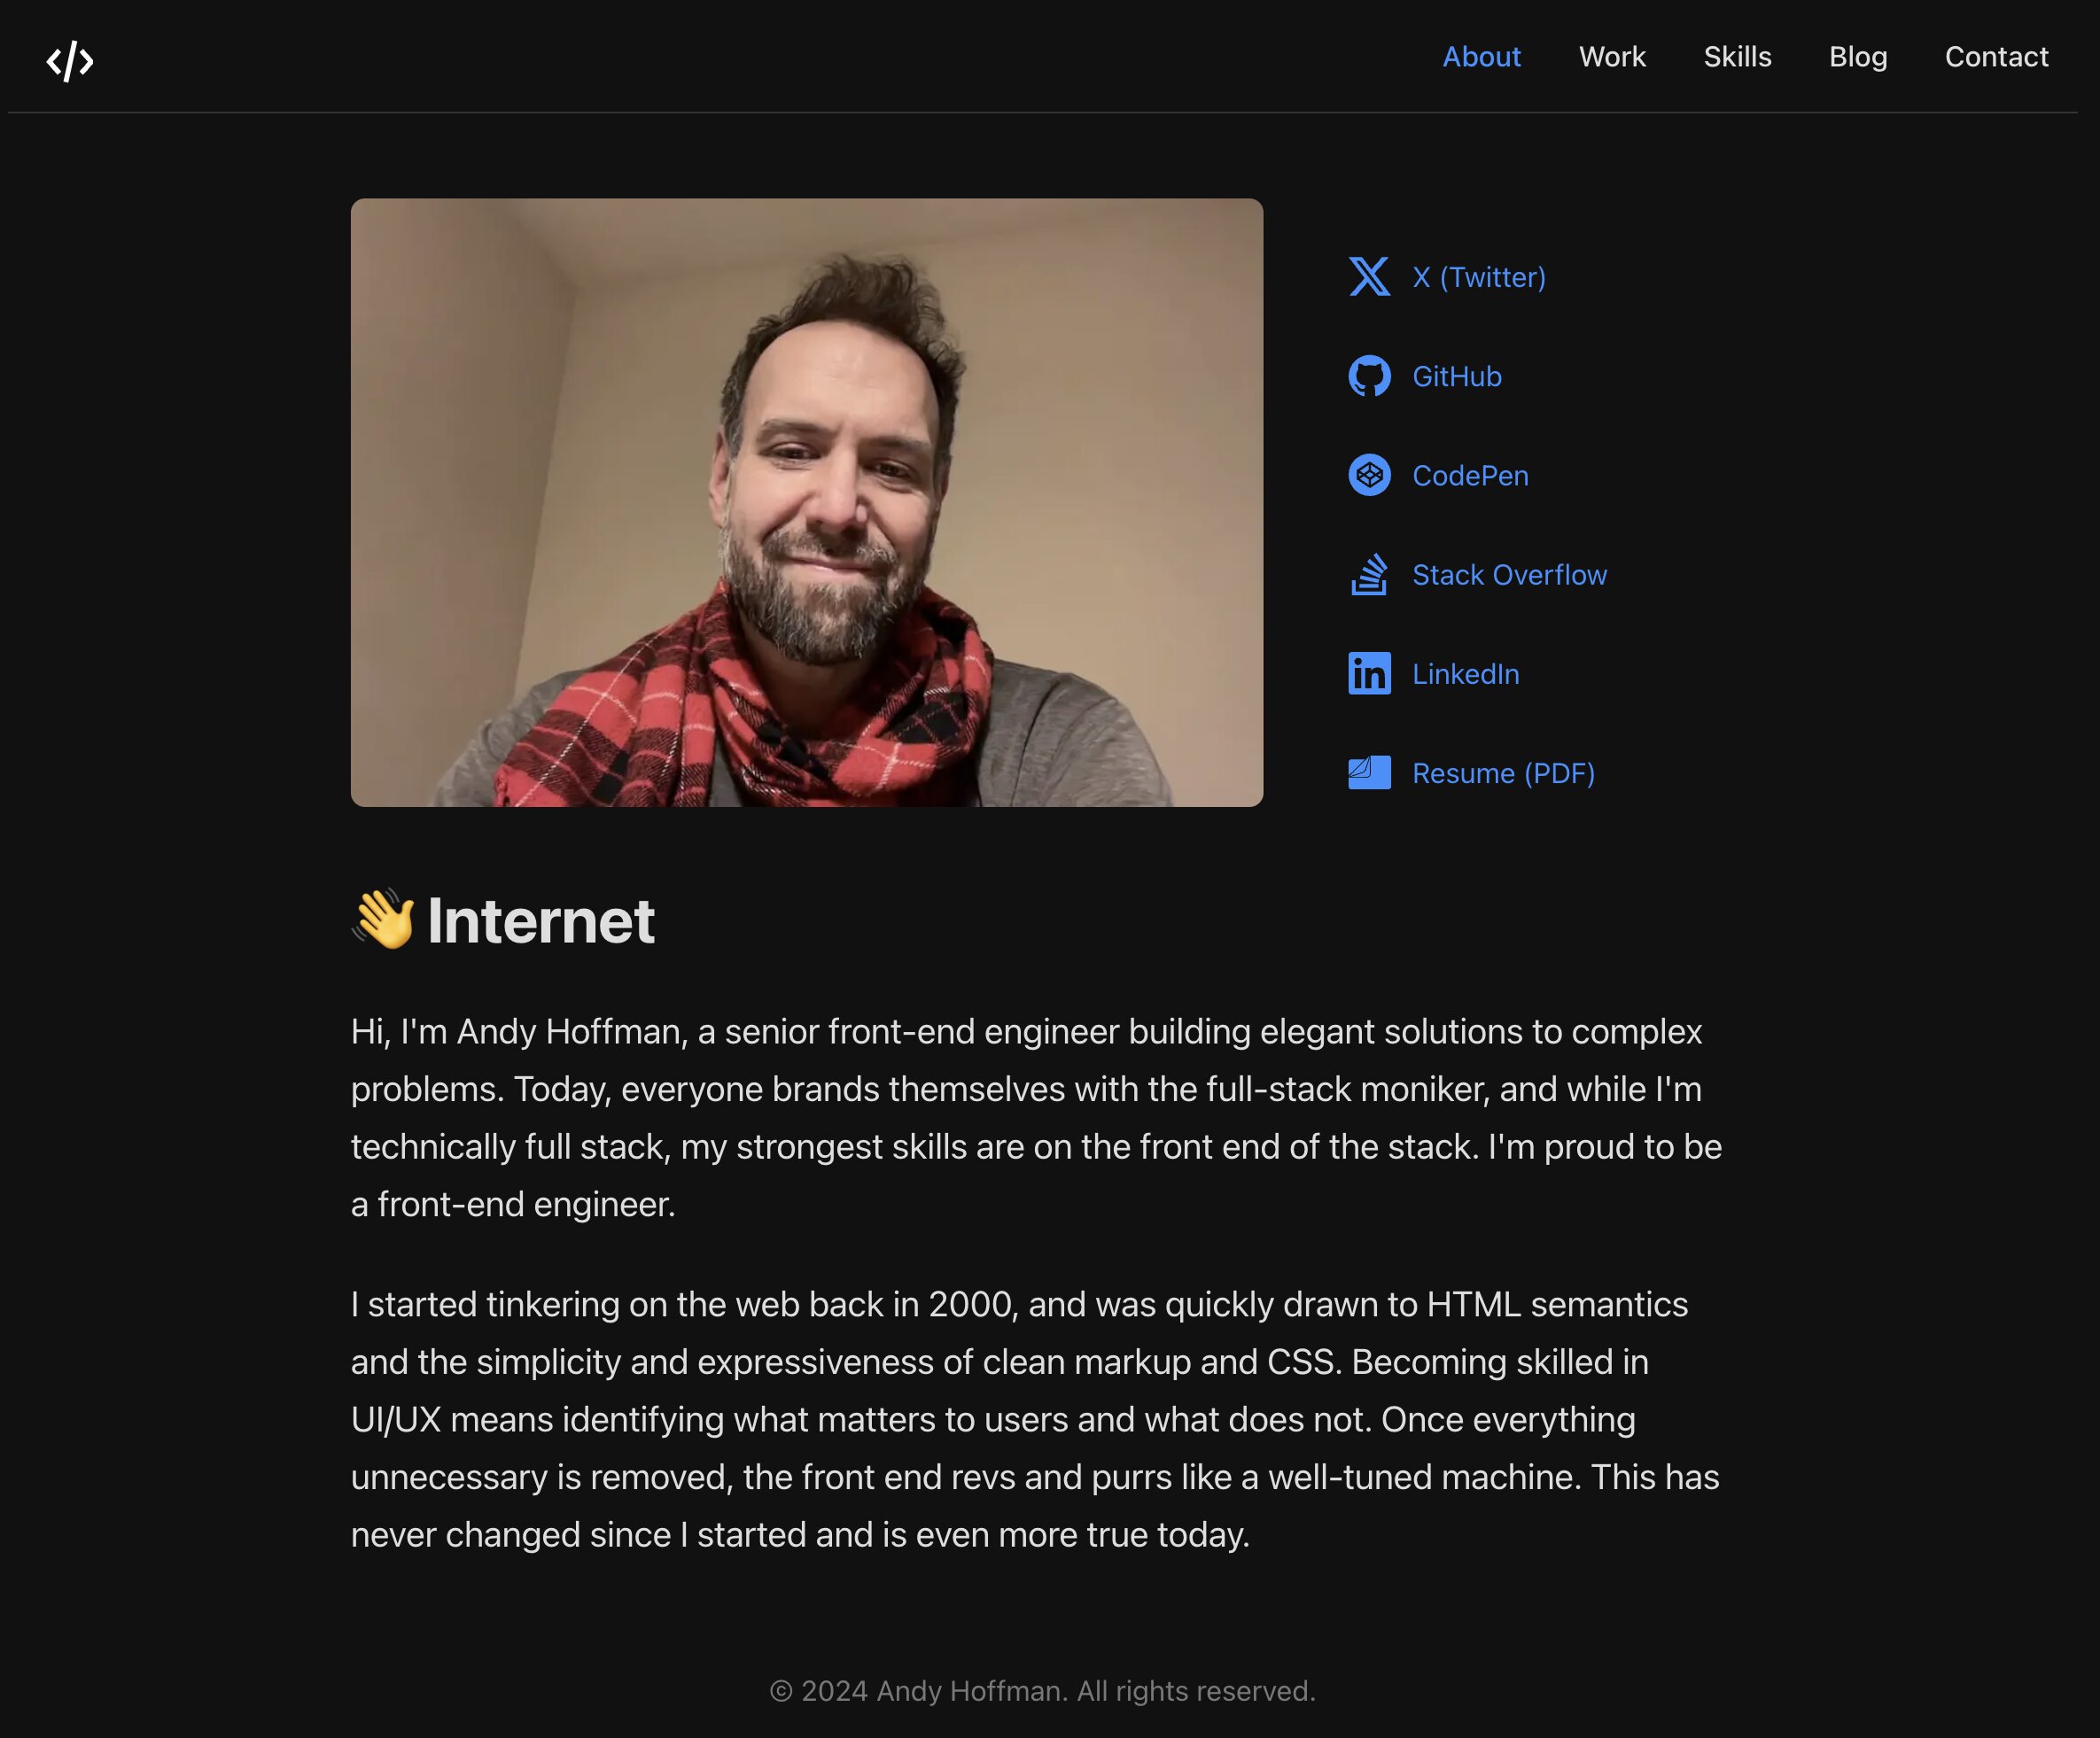 </>
About Work Skills Blog Contact
X (Twitter)
GitHub
CodePen
Stack Overflow
in LinkedIn
Resume (PDF)
👋 Internet
Hi, I'm Andy Hoffman, a senior front-end engineer building elegant solutions to complex
problems. Today, everyone brands themselves with the full-stack moniker, and while I'm
technically full stack, my strongest skills are on the front end of the stack. I'm proud to be
a front-end engineer.
I started tinkering on the web back in 2000, and was quickly drawn to HTML semantics
and the simplicity and expressiveness of clean markup and CSS. Becoming skilled in
UI/UX means identifying what matters to users and what does not. Once everything
unnecessary is removed, the front end revs and purrs like a well-tuned machine. This has
never changed since I started and is even more true today.
© 2024 Andy Hoffman. All rights reserved.